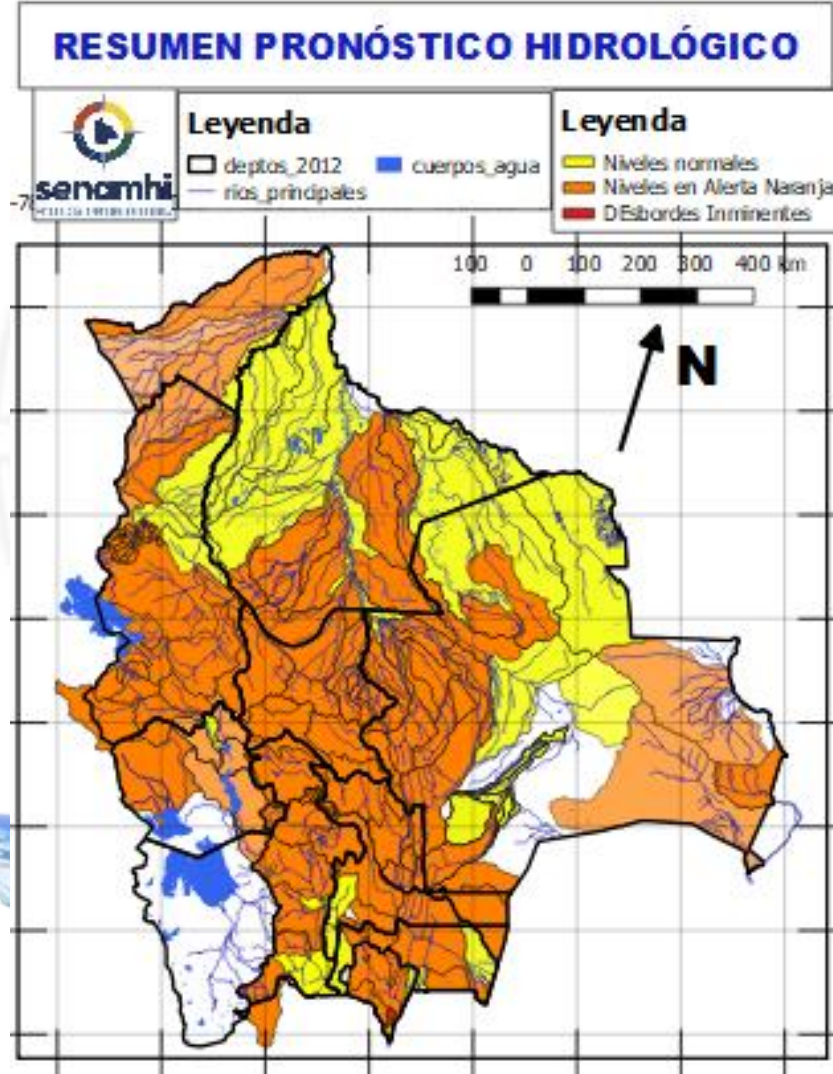 RESUMEN PRONÓSTICO HIDROLÓGICO
senamhi
Leyenda
deptos_2012
cuerpos_agua
rios_principales
Leyenda
Niveles normales
Niveles en Alerta Naranja
DEsbordes Inminentes
100 0 100 200 300 400 km
N